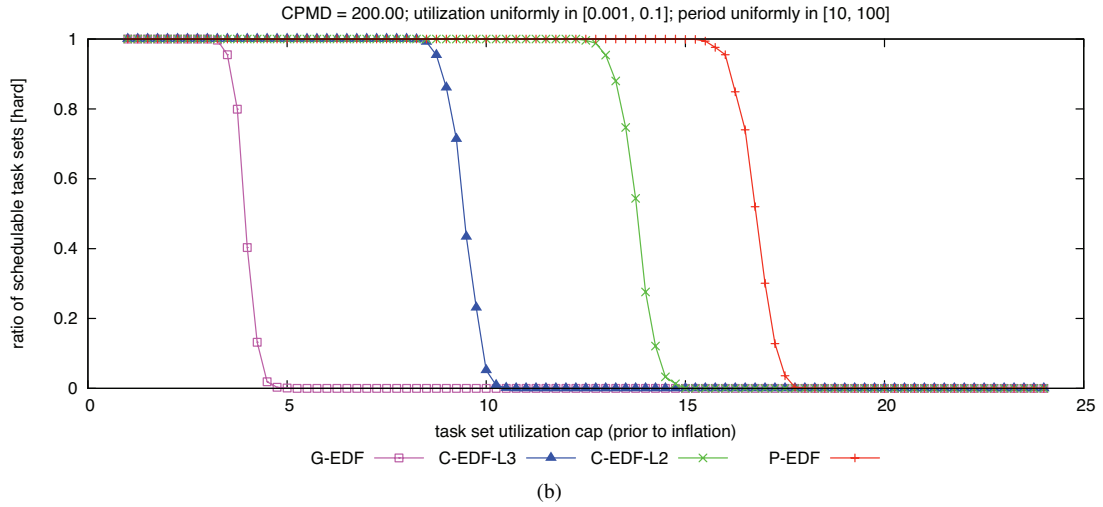 CPMD = 200.00; utilization uniformly in [0.001, 0.1]; period uniformly in [10, 100]
1
0.8
0.6
0.4
0.2
0
ratio of schedulable task sets [hard]
0 5 10 15 20 25
task set utilization cap (prior to inflation)
G-EDF C-EDF-L3 C-EDF-L2 P-EDF
(b)